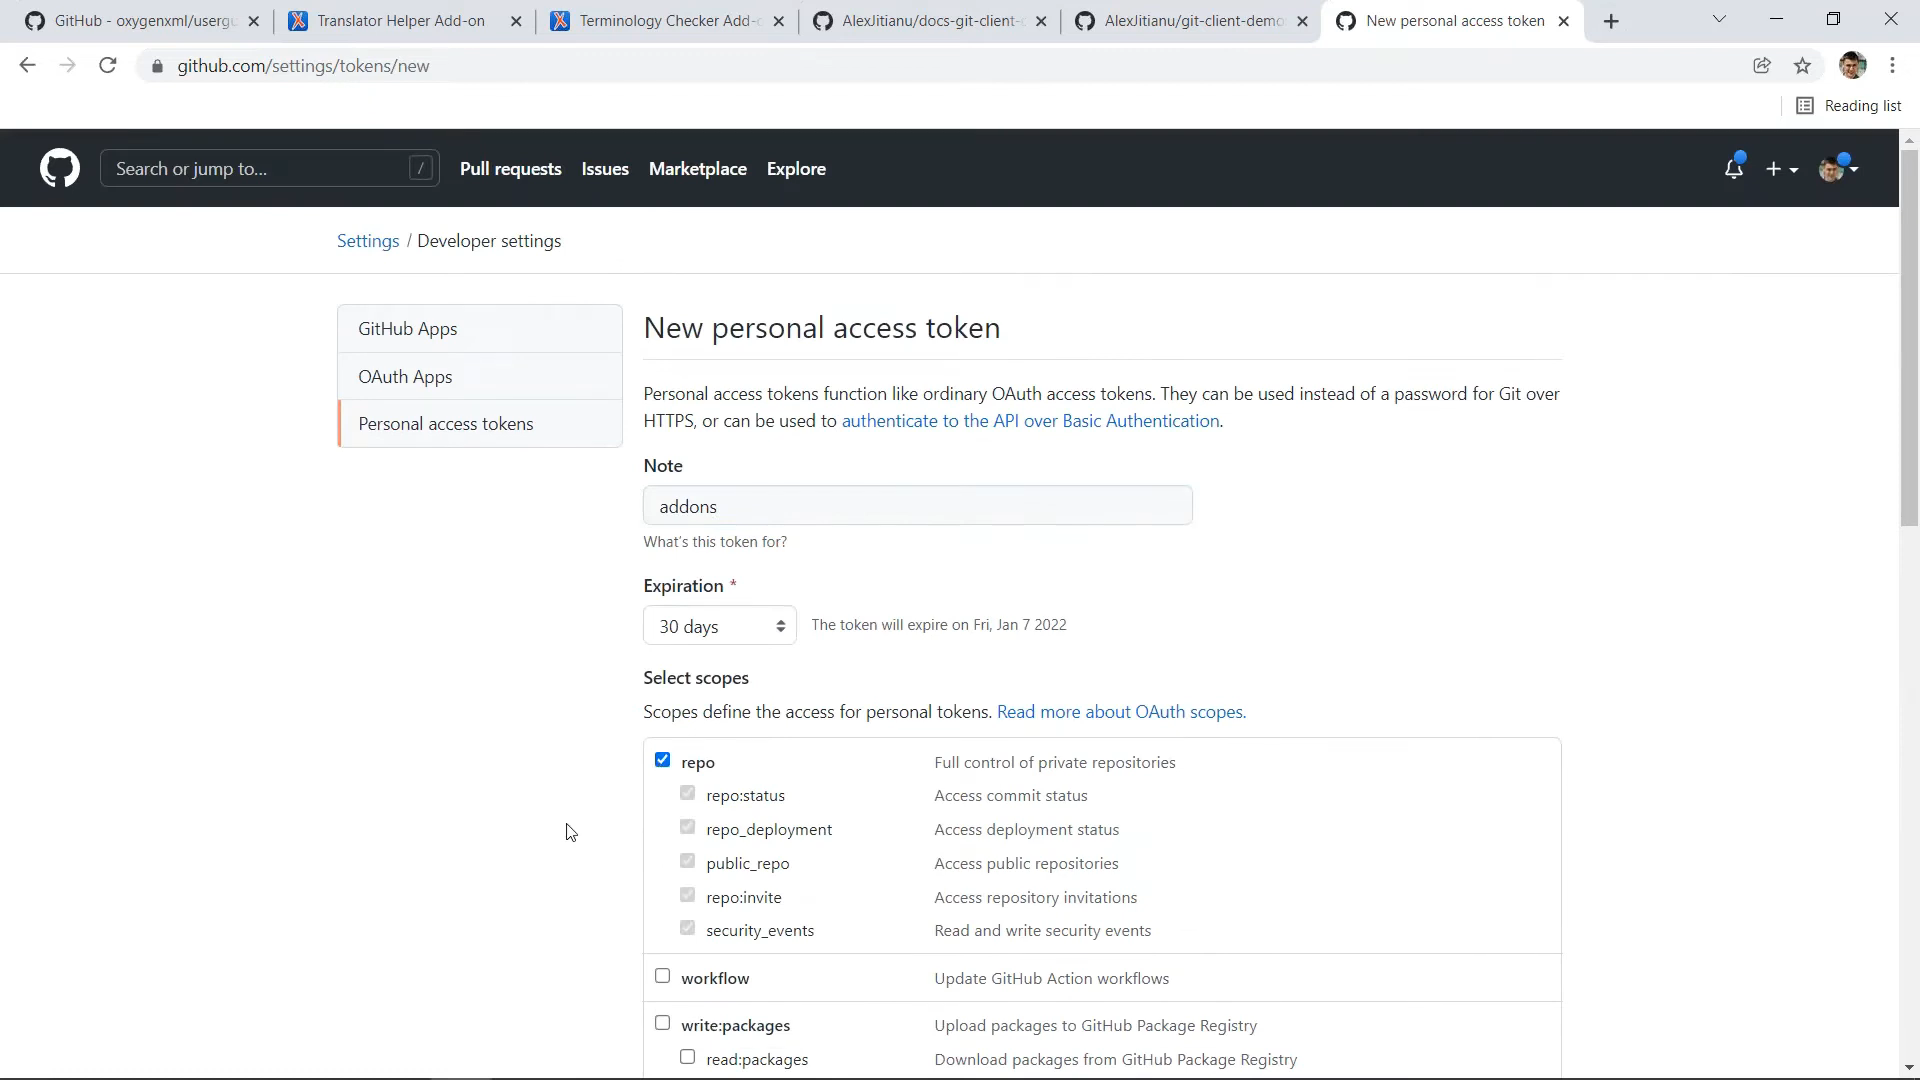 GitHub - oxygenxml/usergu
Translator Helper Add-on
Terminology Checker Add-o
AlexJitianu/docs-git-client-
AlexJitianu/git-client-demo
New personal access token
github.com/settings/tokens/new
Reading list
Search or jump to...
/
Pull requests
Issues
Marketplace
Explore
Settings / Developer settings
GitHub Apps
OAuth Apps
Personal access tokens
New personal access token
Personal access tokens function like ordinary OAuth access tokens. They can be used instead of a password for Git over
HTTPS, or can be used to authenticate to the API over Basic Authentication.
Note
addons
What's this token for?
Expiration *
30 days
The token will expire on Fri, Jan 7 2022
Select scopes
Scopes define the access for personal tokens. Read more about OAuth scopes.
repo Full control of private repositories
repo:status Access commit status
repo_deployment Access deployment status
public_repo Access public repositories
repo:invite Access repository invitations
security_events Read and write security events
workflow Update GitHub Action workflows
write:packages Upload packages to GitHub Package Registry
read:packages Download packages from GitHub Package Registry